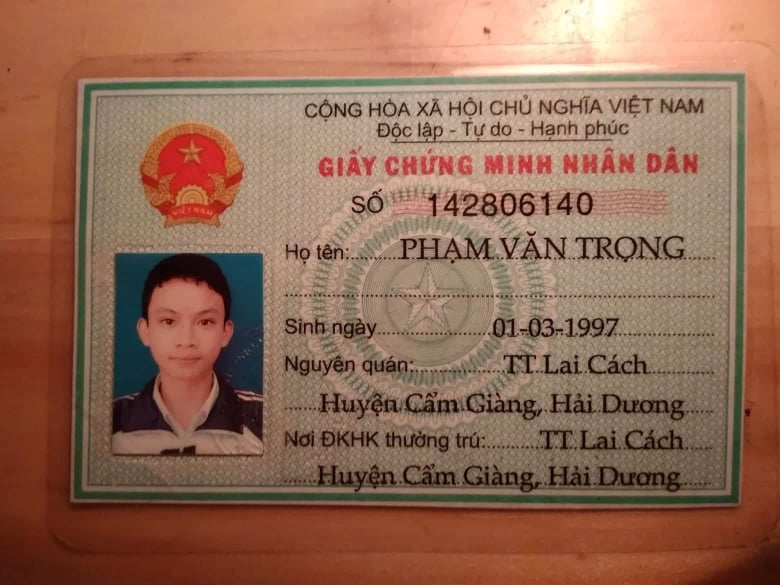 CỘNG HÒA XÃ HỘI CHỦ NGHĨA VIỆT NAM
Độc lập - Tự do - Hạnh phúc
GIẤY CHỨNG MINH NHÂN DÂN
SỐ 142806140
Họ tên: PHẠM VĂN TRỌNG
Sinh ngày 01-03-1997
Nguyên quán: TT Lai Cách
Huyện Cẩm Giàng, Hải Dương
Nơi ĐKHK thường trú: TT Lai Cách
Huyện Cẩm Giàng, Hải Dương
VIỆT NAM